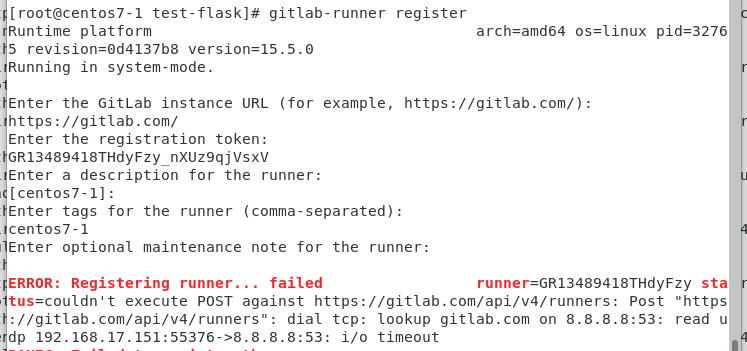 [root@centos7-1 test-flask]# gitlab-runner register
Runtime platform                                    arch=amd64 os=linux pid=3276
5 revision=0d4137b8 version=15.5.0
Running in system-mode.

Enter the GitLab instance URL (for example, https://gitlab.com/):
https://gitlab.com/
Enter the registration token:
GR13489418THdyFzy_nXUz9qjVsxV
Enter a description for the runner:
[centos7-1]:
Enter tags for the runner (comma-separated):
centos7-1
Enter optional maintenance note for the runner:

ERROR: Registering runner... failed                 runner=GR13489418THdyFzy sta
tus=couldn't execute POST against https://gitlab.com/api/v4/runners: Post "https
://gitlab.com/api/v4/runners": dial tcp: lookup gitlab.com on 8.8.8.8:53: read u
dp 192.168.17.151:55376->8.8.8.8:53: i/o timeout